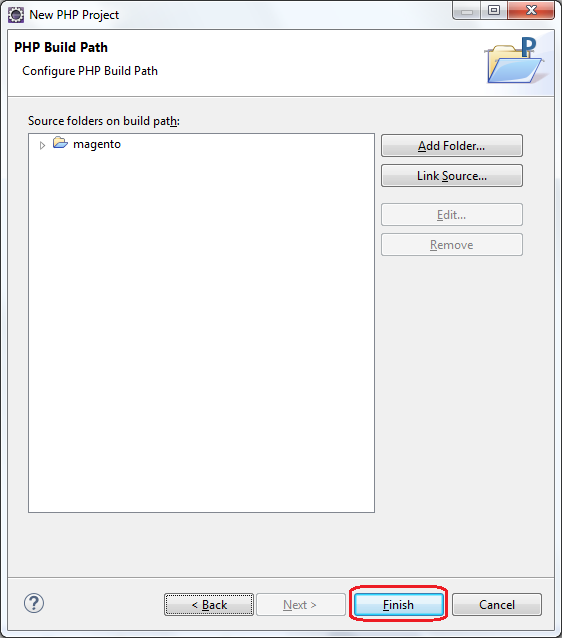 New PHP Project
PHP Build Path
Configure PHP Build Path
P
Source folders on build path:
magento
Add Folder...
Link Source...
Edit...
Remove
?
< Back
Next >
Finish
Cancel